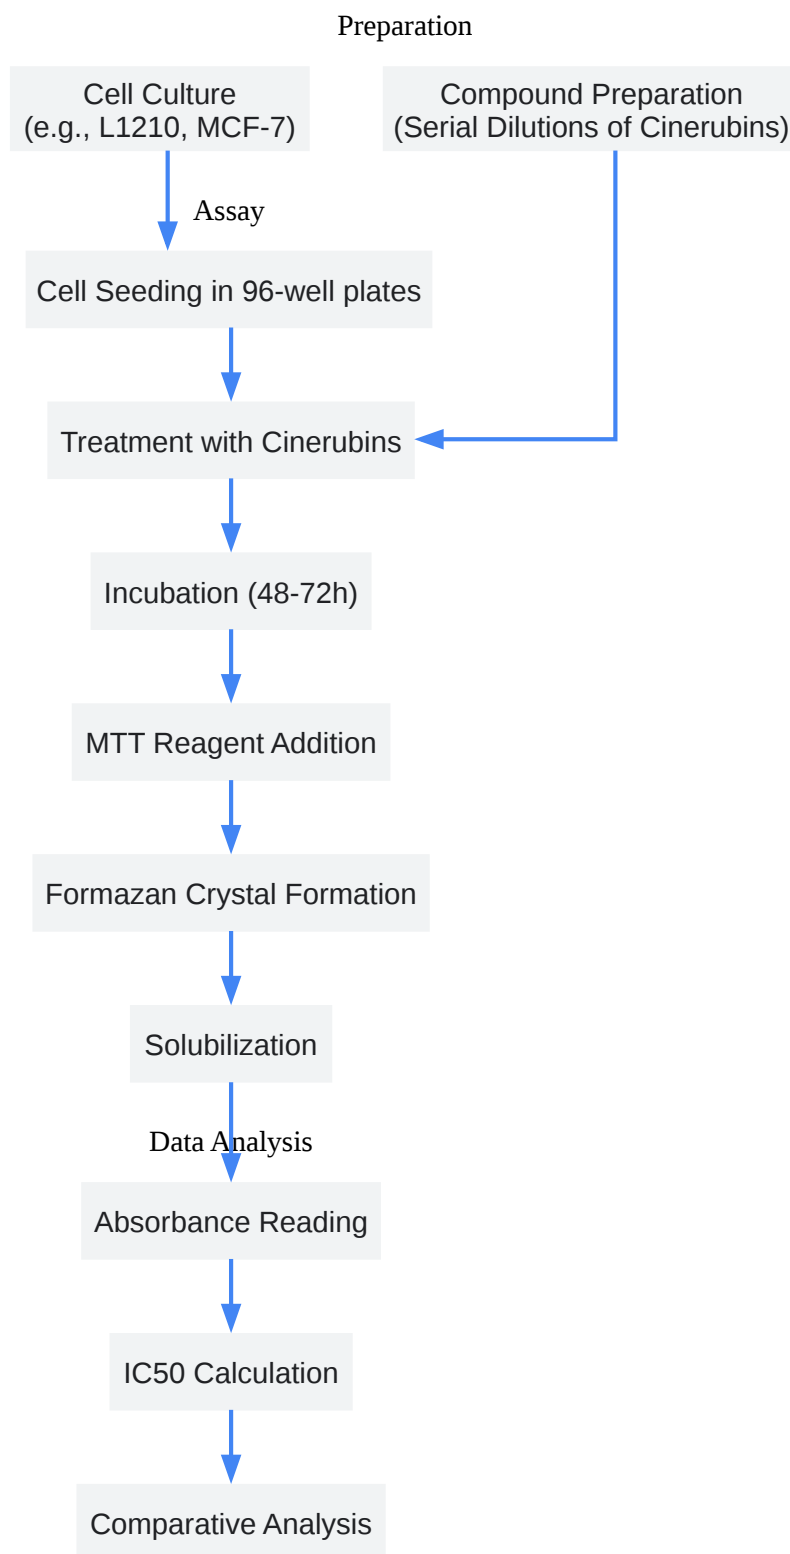 Preparation
Cell Culture
(e.g., L1210, MCF-7)
Compound Preparation
(Serial Dilutions of Cinerubins)
Assay
Cell Seeding in 96-well plates
Treatment with Cinerubins
Incubation (48-72h)
MTT Reagent Addition
Formazan Crystal Formation
Solubilization
Data Analysis
Absorbance Reading
IC50 Calculation
Comparative Analysis